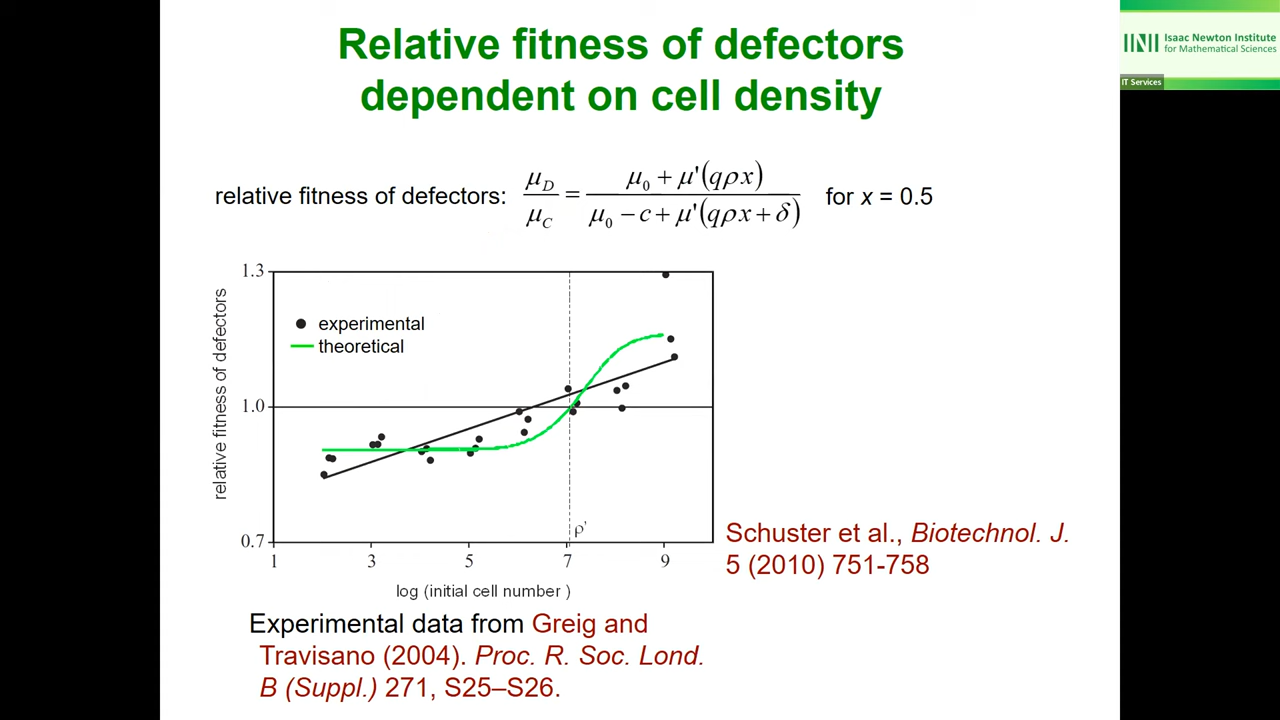 Relative fitness of defectors
dependent on cell density
Isaac Newton Institute
for Mathematical Sciences
IT Services
relative fitness of defectors: μ_D/μ_C = (μ_0 + μ'(qρx))/(μ_0 − c + μ'(qρx + δ)) for x = 0.5
1.3
1.0
0.7
relative fitness of defectors
experimental
theoretical
ρ'
1 3 5 7 9
log (initial cell number )
Schuster et al., Biotechnol. J.
5 (2010) 751-758
Experimental data from Greig and
Travisano (2004). Proc. R. Soc. Lond.
B (Suppl.) 271, S25–S26.